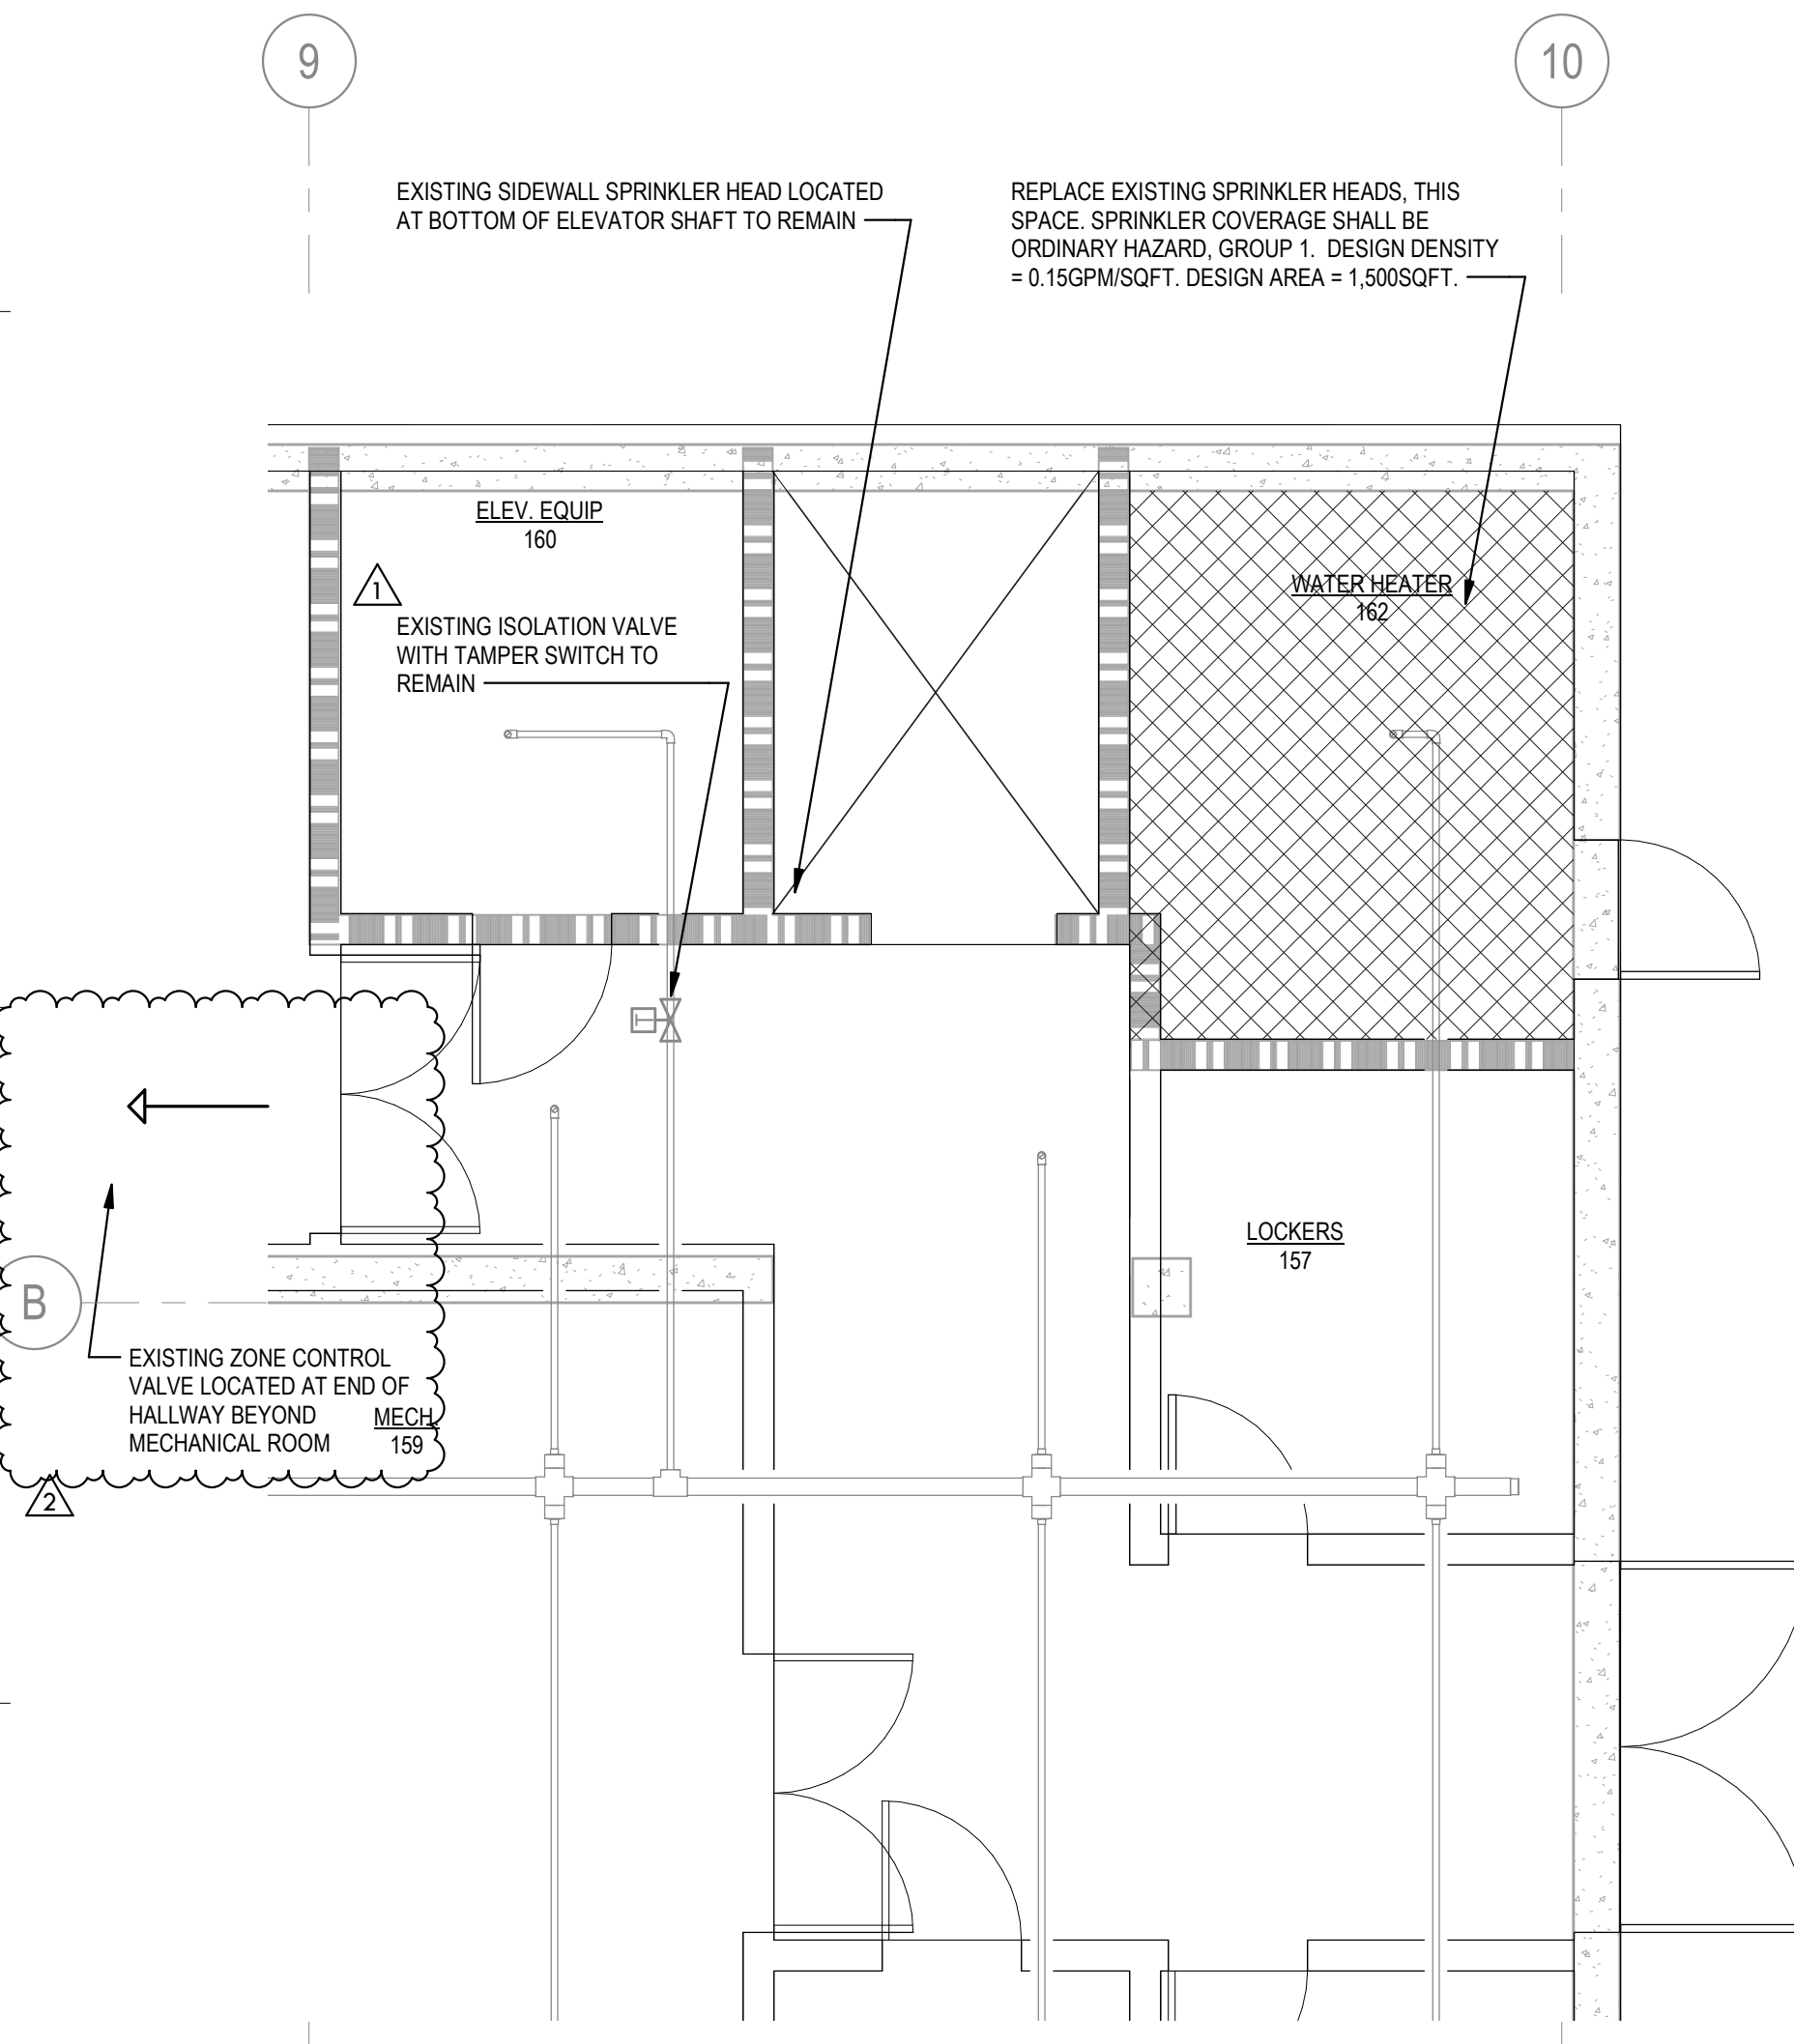 9
10
EXISTING SIDEWALL SPRINKLER HEAD LOCATED
AT BOTTOM OF ELEVATOR SHAFT TO REMAIN
REPLACE EXISTING SPRINKLER HEADS, THIS
SPACE. SPRINKLER COVERAGE SHALL BE
ORDINARY HAZARD, GROUP 1. DESIGN DENSITY
= 0.15GPM/SQFT. DESIGN AREA = 1,500SQFT.
ELEV. EQUIP
160
1
EXISTING ISOLATION VALVE
WITH TAMPER SWITCH TO
REMAIN
WATER HEATER
162
LOCKERS
157
B
EXISTING ZONE CONTROL
VALVE LOCATED AT END OF
HALLWAY BEYOND
MECHANICAL ROOM
MECH.
159
2